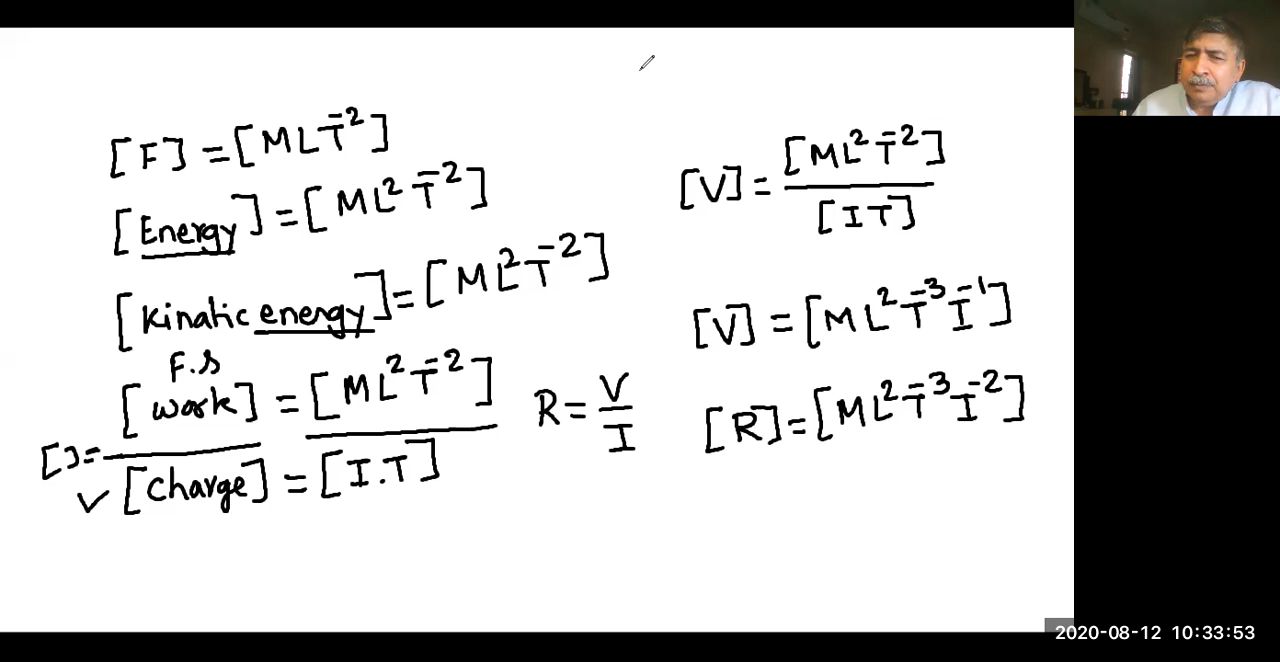 [F] = [MLT⁻²]
[Energy] = [ML²T⁻²]
[Kinatic energy] = [ML²T⁻²]
F.s
[work] = [ML²T⁻²]
[ ] =
V [Charge] = [I.T]
R = V/I
[V] = [ML²T⁻²]
[IT]
[V] = [ML²T⁻³I⁻¹]
[R] = [ML²T⁻³I⁻²]
2020-08-12 10:33:53